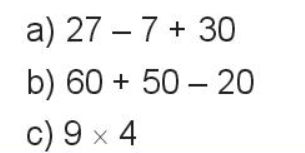 a) 27 – 7 + 30
b) 60 + 50 – 20
c) 9 × 4